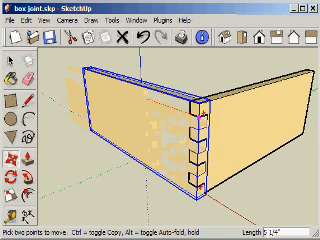 box joint.skp - SketchUp
File Edit View Camera Draw Tools Window Plugins Help
Pick two points to move. Ctrl = toggle Copy, Alt = toggle Auto-fold, hold Length 5 1/4"